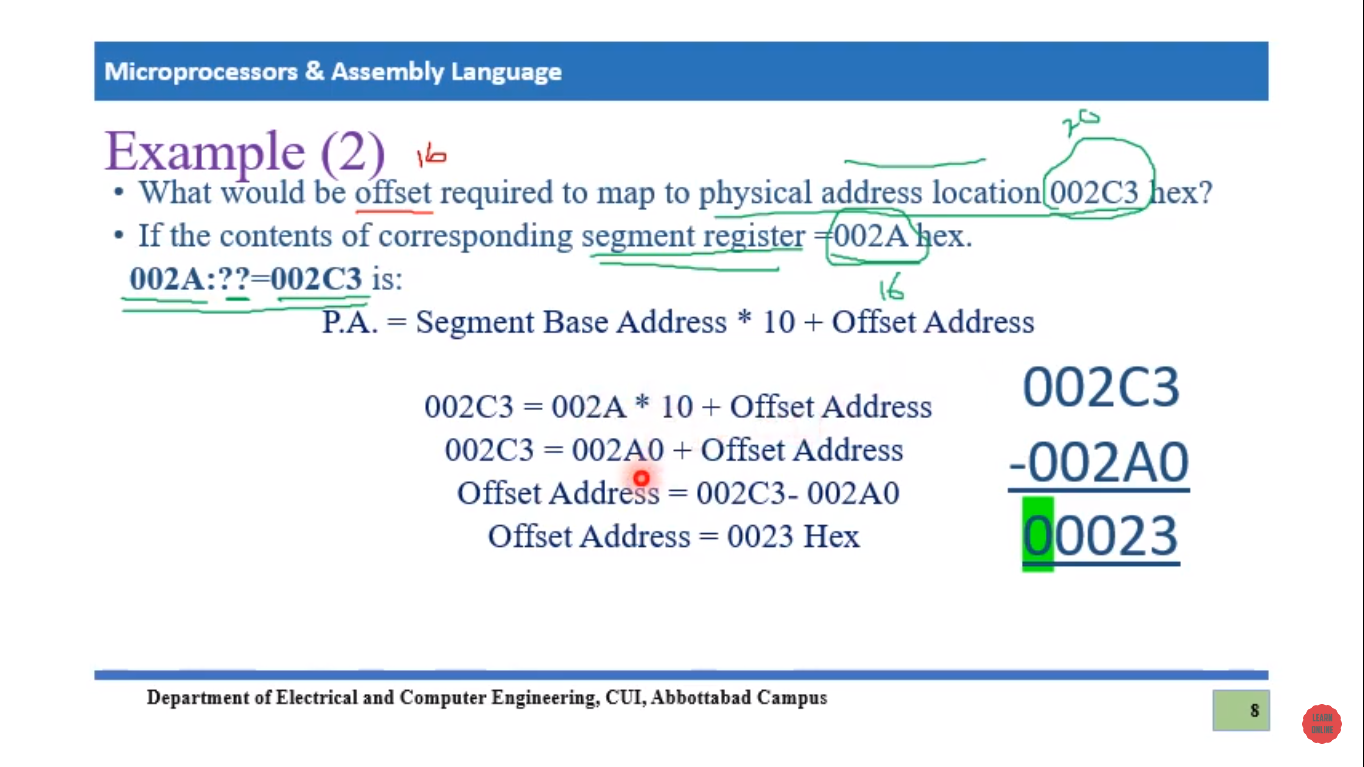 Microprocessors & Assembly Language
20
Example (2) 16
• What would be offset required to map to physical address location 002C3 hex?
• If the contents of corresponding segment register =002A hex.
002A:??=002C3 is:
16
P.A. = Segment Base Address * 10 + Offset Address
002C3 = 002A * 10 + Offset Address
002C3 = 002A0 + Offset Address
Offset Address = 002C3- 002A0
Offset Address = 0023 Hex
002C3
-002A0
00023
Department of Electrical and Computer Engineering, CUI, Abbottabad Campus
8
LEARN
ONLINE